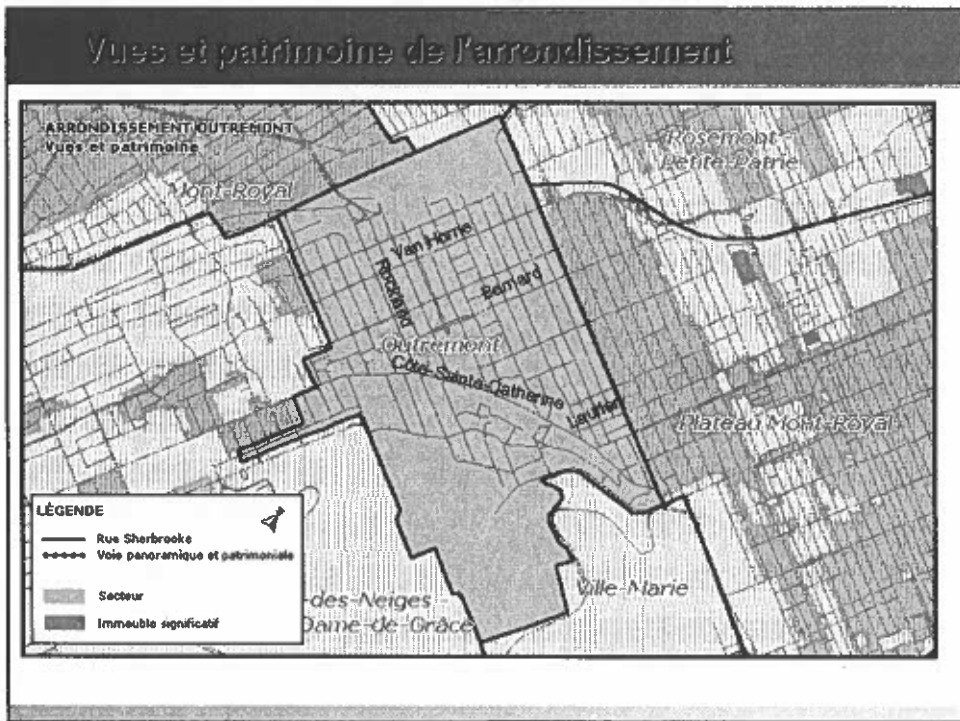 Vues et patrimoine de l'arrondissement
ARRONDISSEMENT OUTREMONT
Vues et patrimoine
Mont-Royal
Rosemont
Petite-Patrie
Van Horne
Rockland
Bernard
Outremont
Côte-Sainte-Catherine
Laurier
Plateau Mont-Royal
LÉGENDE
Rue Sherbrooke
Voie panoramique et patrimoniale
Secteur
Immeuble significatif
-des-Neiges
Dame-de-Grâce
Ville-Marie